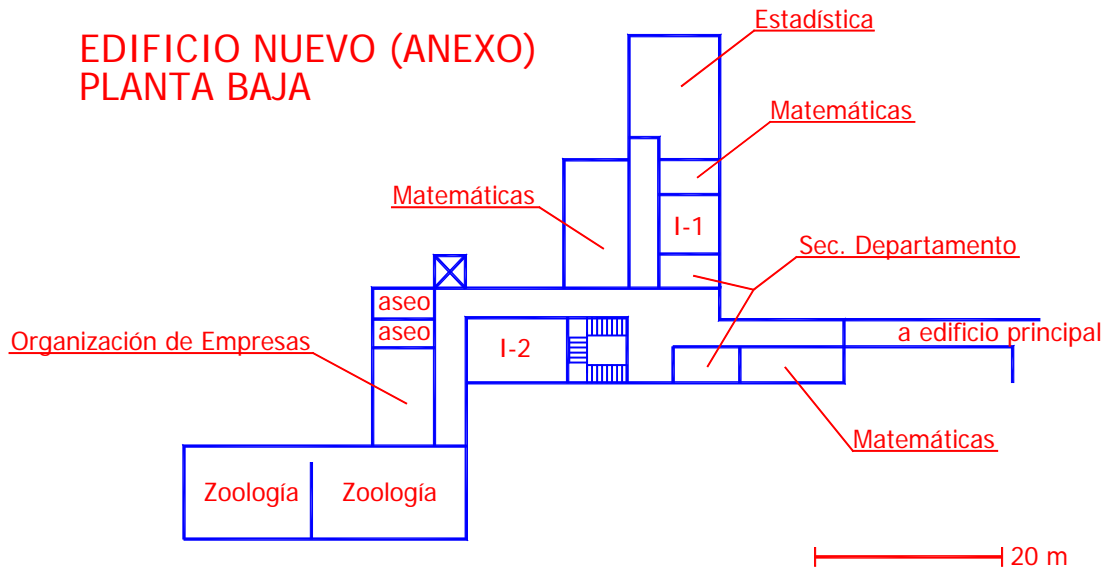 EDIFICIO NUEVO (ANEXO)
PLANTA BAJA
Estadística
Matemáticas
Matemáticas
I-1
Sec. Departamento
aseo
aseo
Organización de Empresas
I-2
a edificio principal
Matemáticas
Zoología
Zoología
20 m